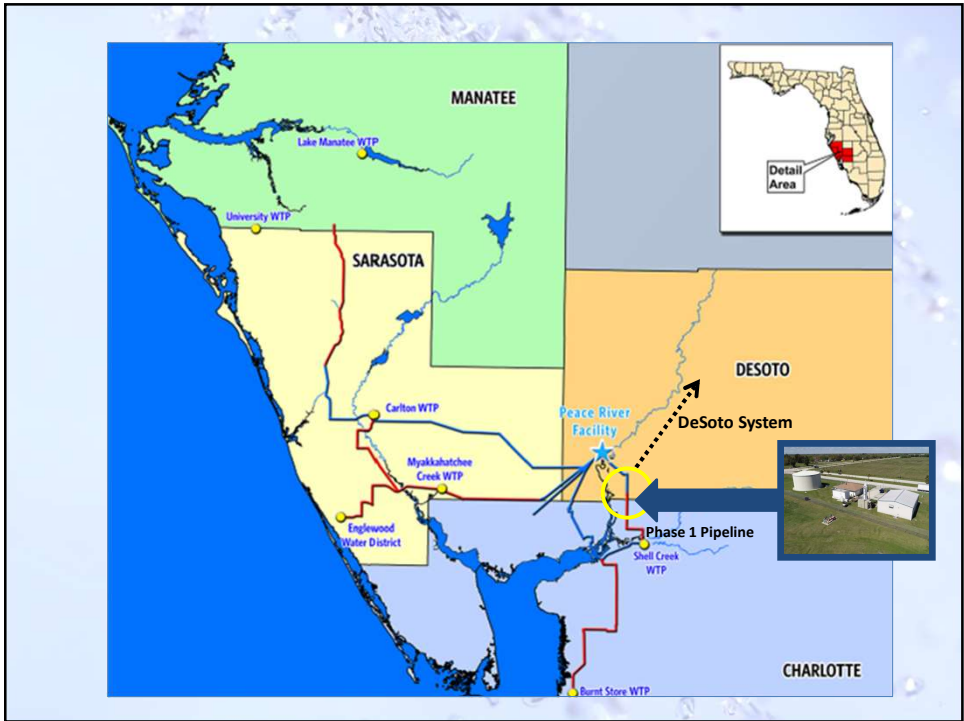 MANATEE
Lake Manatee WTP
Detail
Area
University WTP
SARASOTA
DESOTO
Carlton WTP
Peace River
Facility
DeSoto System
Myakkahatchee
Creek WTP
Englewood
Water District
Phase 1 Pipeline
Shell Creek
WTP
CHARLOTTE
Burnt Store WTP